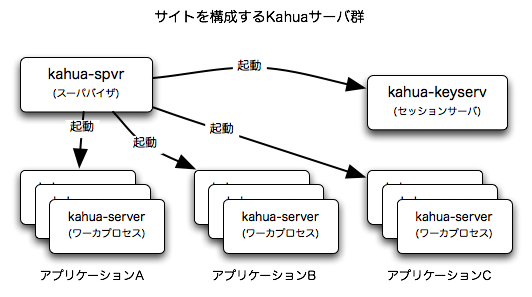 サイトを構成するKahuaサーバ群
kahua-spvr
(スーパバイザ)
起動
kahua-keyserv
(セッションサーバ)
起動
起動
起動
kahua-server
(ワーカプロセス)
kahua-server
(ワーカプロセス)
kahua-server
(ワーカプロセス)
アプリケーションA
アプリケーションB
アプリケーションC